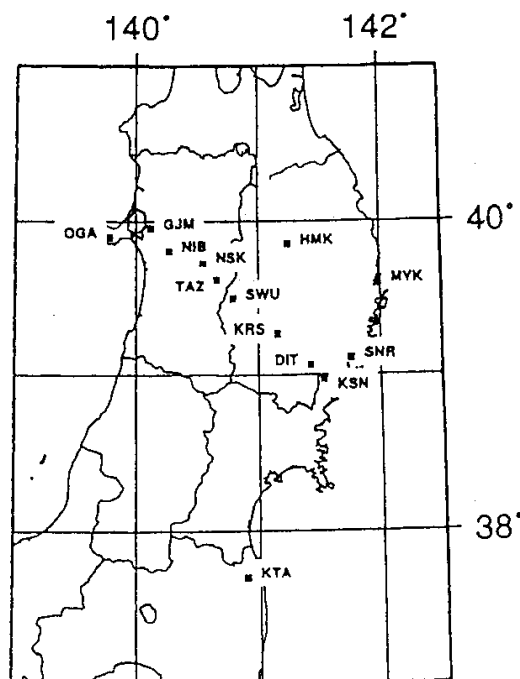 140° 142°
40°
OGA GJM
NIB HMK
NSK
TAZ MYK
SWU
KRS
DIT SNR
KSN
38°
KTA